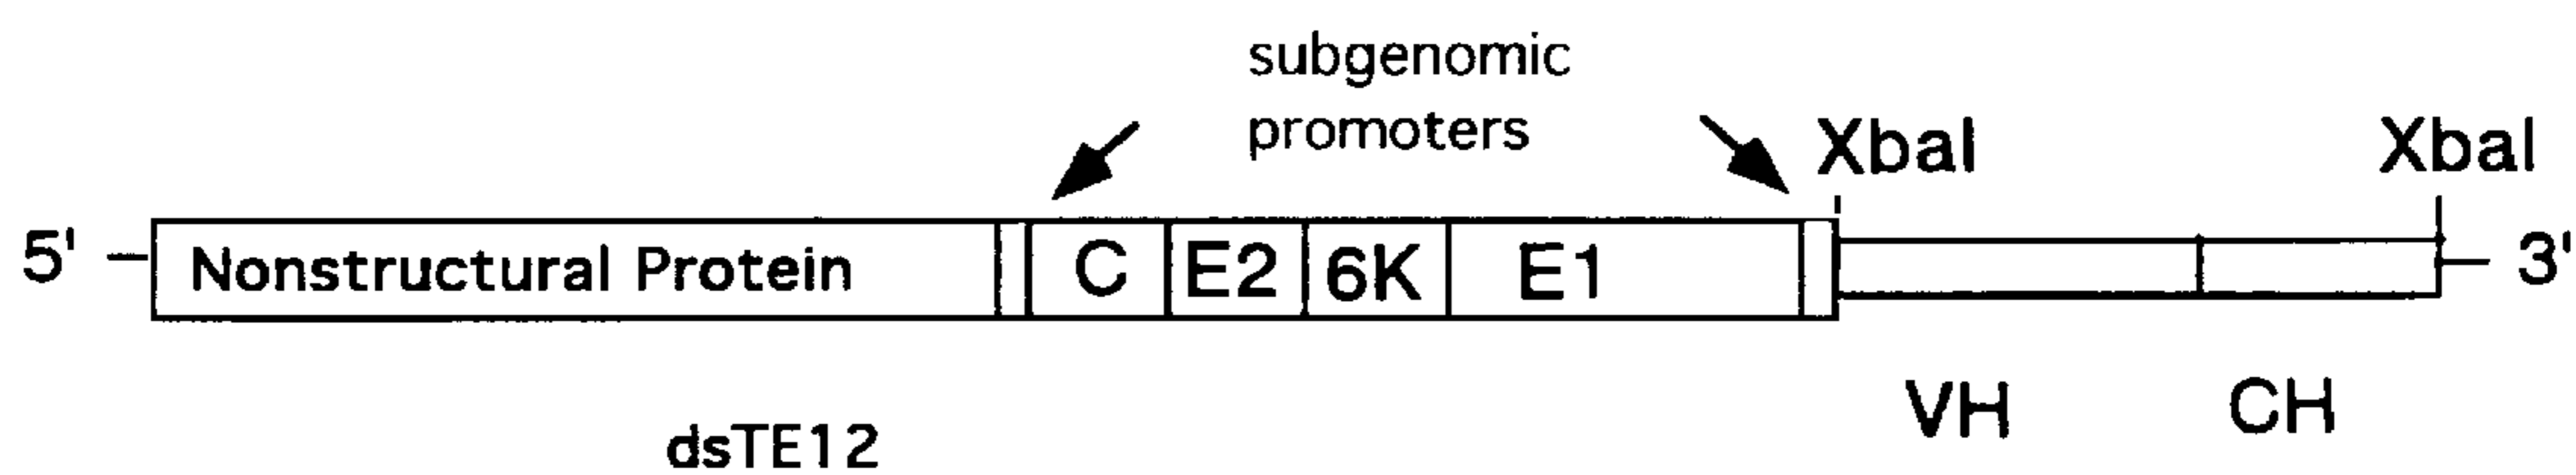 subgenomic
promoters
XbaI XbaI
5' Nonstructural Protein C E2 6K E1 3'
VH CH
dsTE12